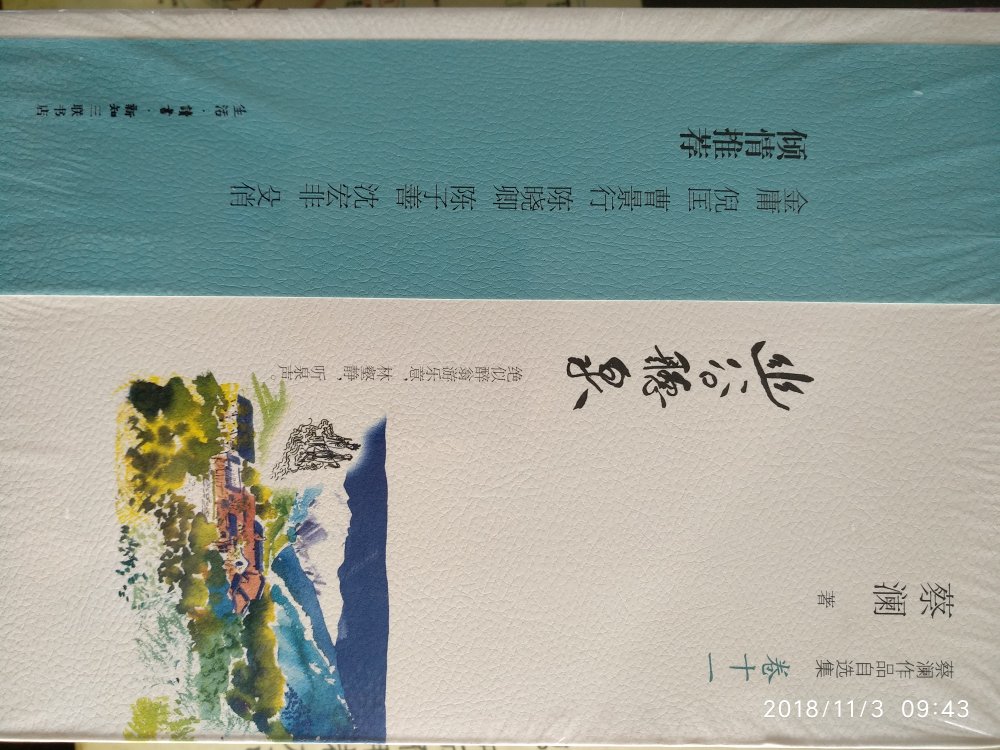 蔡澜作品自选集
卷十一
蔡澜 著
幽谷聽泉
绝似醉翁游乐意，
林壑静，听泉声。
倾情推荐
金庸 倪匡 曹景行 陈晓卿 陈子善 沈宏非 殳俏
生活·讀書·新知 三联书店
2018/11/3 09:43